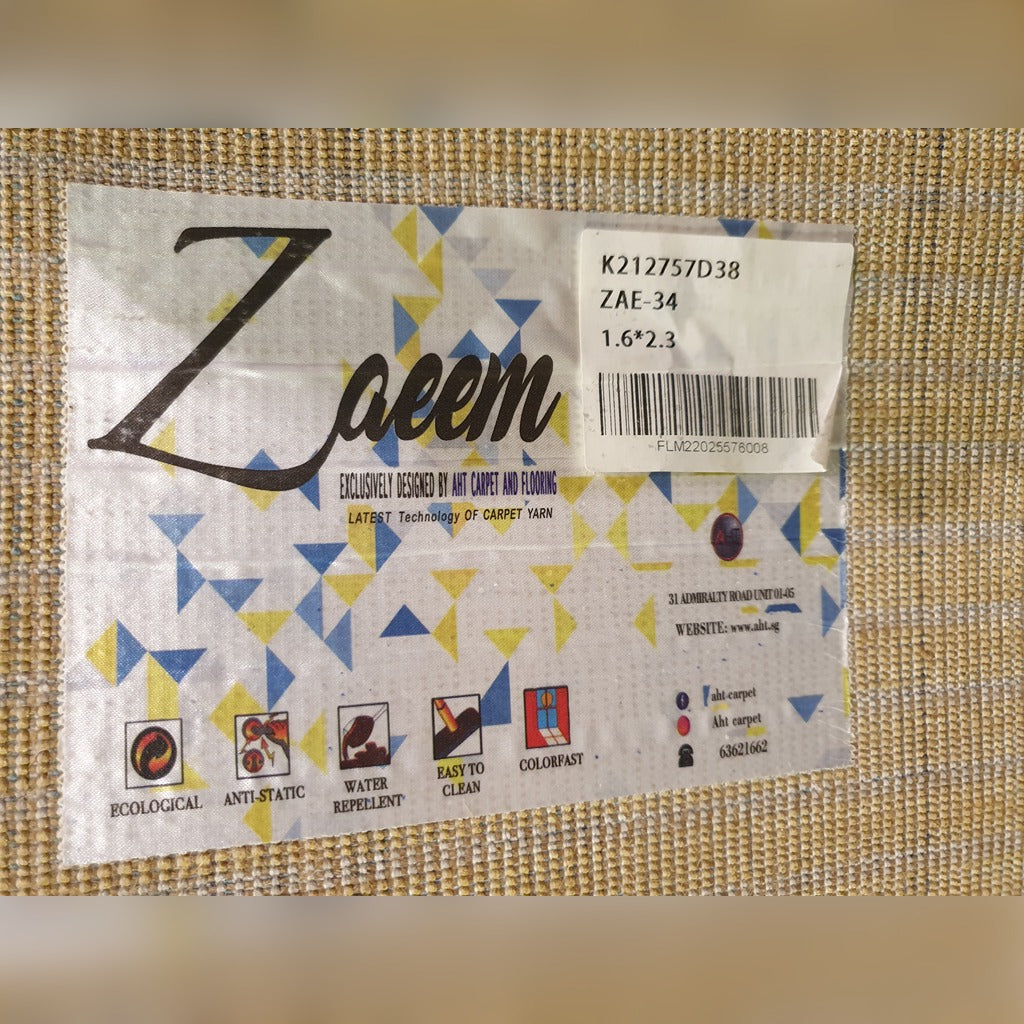 Zaeem
EXCLUSIVELY DESIGNED BY AHT CARPET AND FLOORING
LATEST Technology OF CARPET YARN
K212757D38
ZAE-34
1.6*2.3
FLM22025576008
31 ADMIRALTY ROAD UNIT 01-05
WEBSITE: www.aht.sg
aht carpet
Aht carpet
63621662
ECOLOGICAL
ANTI-STATIC
WATER
REPELLENT
EASY TO
CLEAN
COLORFAST